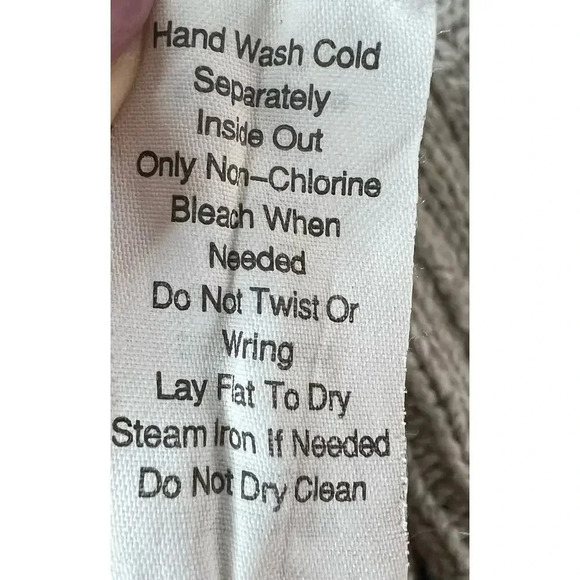 Hand Wash Cold
Separately
Inside Out
Only Non-Chlorine
Bleach When
Needed
Do Not Twist Or
Wring
Lay Flat To Dry
Steam Iron If Needed
Do Not Dry Clean